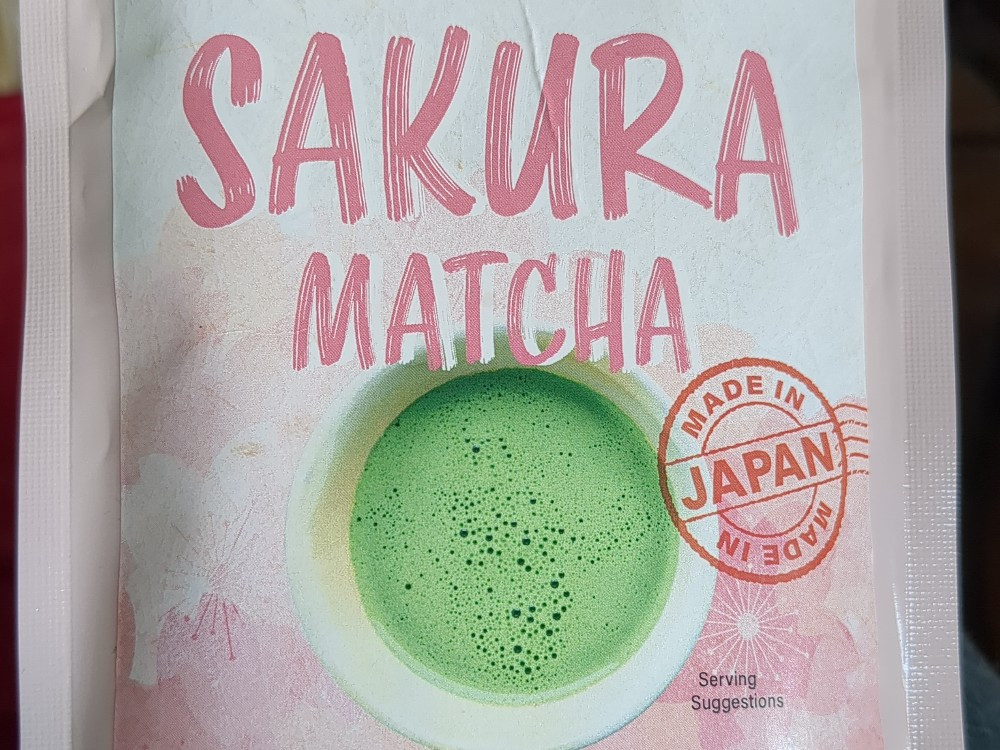 SAKURA
MATCHA
MADE IN
JAPAN
MADE IN
Serving
Suggestions